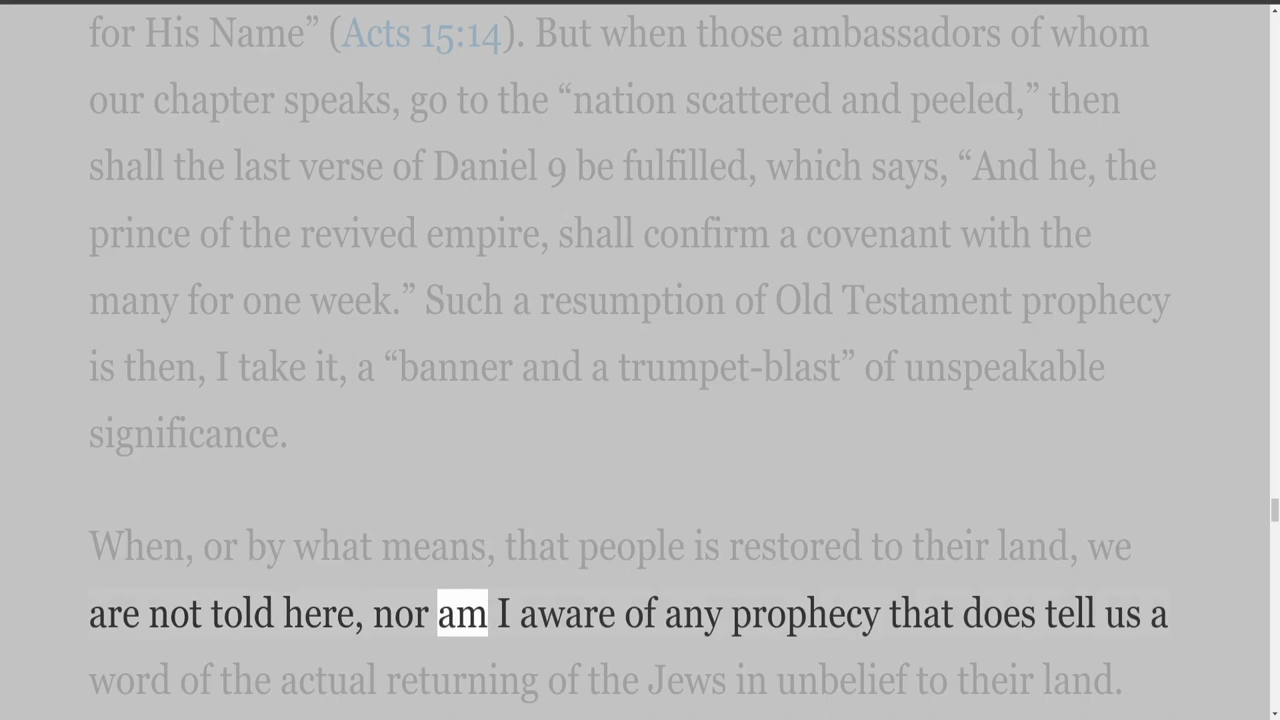 for His Name” (Acts 15:14). But when those ambassadors of whom
our chapter speaks, go to the “nation scattered and peeled,” then
shall the last verse of Daniel 9 be fulfilled, which says, “And he, the
prince of the revived empire, shall confirm a covenant with the
many for one week.” Such a resumption of Old Testament prophecy
is then, I take it, a “banner and a trumpet-blast” of unspeakable
significance.
When, or by what means, that people is restored to their land, we
are not told here, nor am I aware of any prophecy that does tell us a
word of the actual returning of the Jews in unbelief to their land.